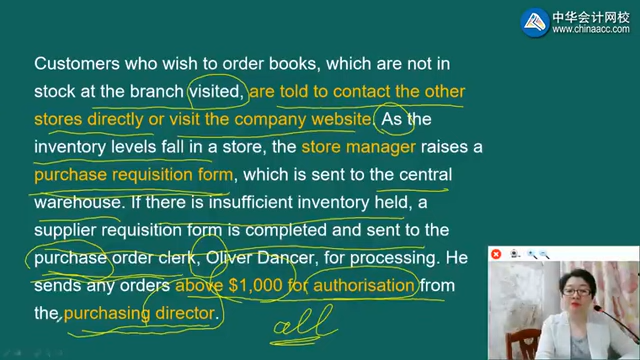 中华会计网校
www.chinaacc.com
Customers who wish to order books, which are not in
stock at the branch visited, are told to contact the other
stores directly or visit the company website. As the
inventory levels fall in a store, the store manager raises a
purchase requisition form, which is sent to the central
warehouse. If there is insufficient inventory held, a
supplier requisition form is completed and sent to the
purchase order clerk, Oliver Dancer, for processing. He
sends any orders above $1,000 for authorisation from
the purchasing director.
all